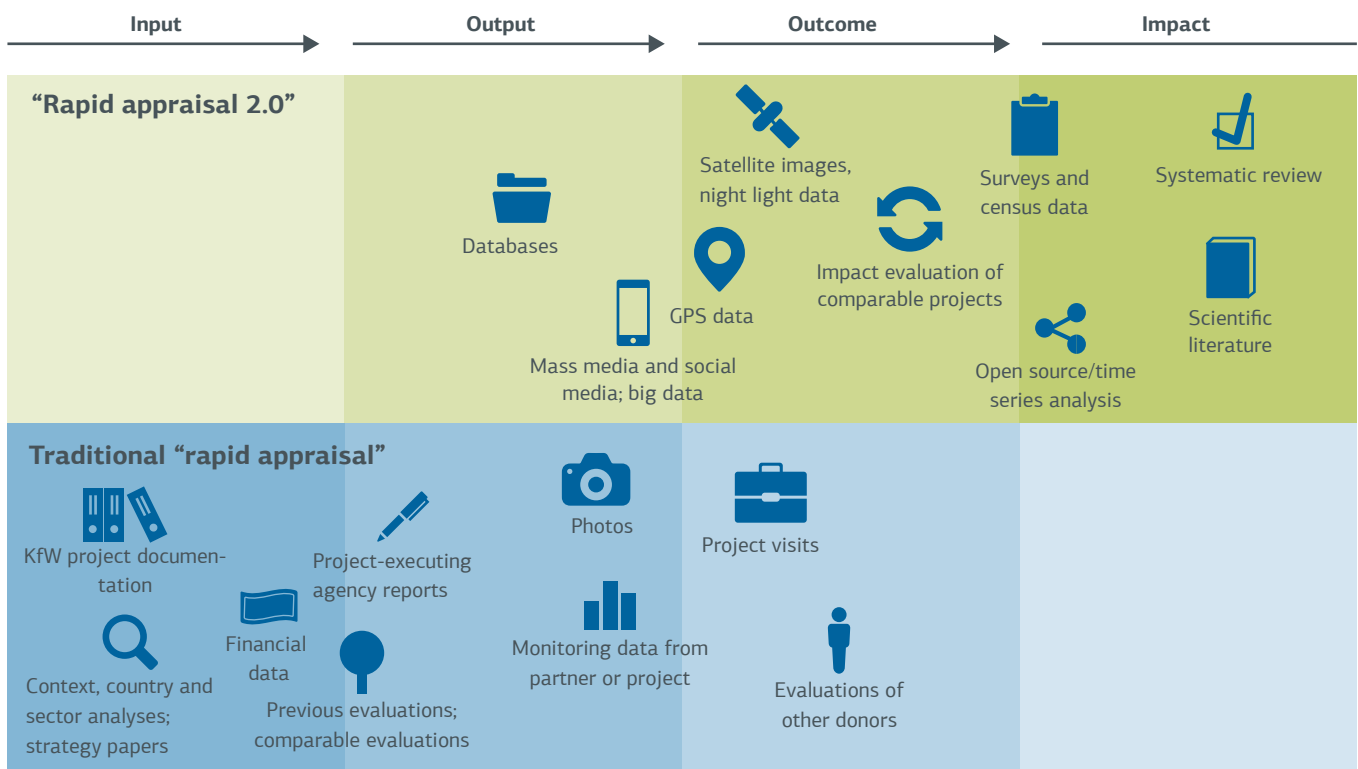 Input
Output
Outcome
Impact
“Rapid appraisal 2.0”
Databases
Mass media and social
media; big data
Satellite images,
night light data
GPS data
Impact evaluation of
comparable projects
Surveys and
census data
Open source/time
series analysis
Systematic review
Scientific
literature
Traditional “rapid appraisal”
KfW project documen-
tation
Context, country and
sector analyses;
strategy papers
Financial
data
Project-executing
agency reports
Previous evaluations;
comparable evaluations
Photos
Monitoring data from
partner or project
Project visits
Evaluations of
other donors